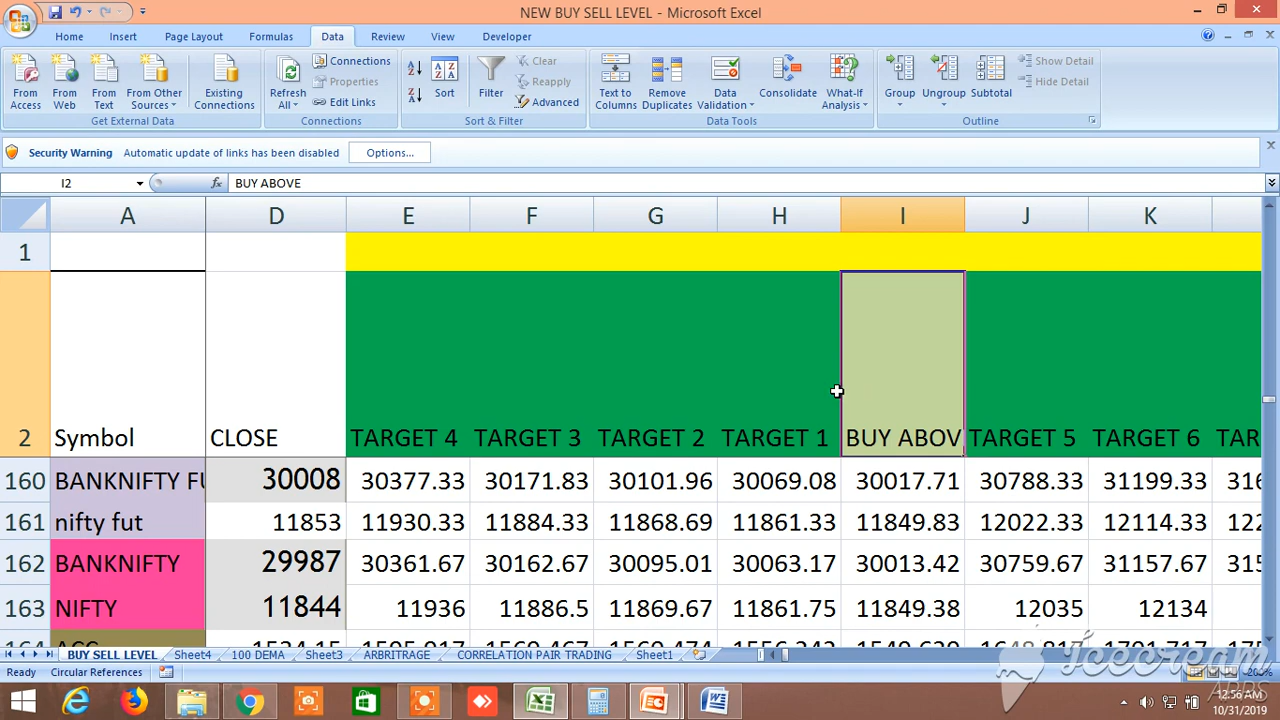 NEW BUY SELL LEVEL - Microsoft Excel
Home Insert Page Layout Formulas Data Review View Developer
From Access
From Web
From Text
From Other Sources
Existing Connections
Get External Data
Refresh All
Connections
Properties
Edit Links
Connections
Sort
Filter
Clear
Reapply
Advanced
Sort & Filter
Text to Columns
Remove Duplicates
Data Validation
Consolidate
What-If Analysis
Data Tools
Group
Ungroup
Subtotal
Show Detail
Hide Detail
Outline
Security Warning Automatic update of links has been disabled Options...
I2 fx BUY ABOVE
A D E F G H I J K
1
2 Symbol CLOSE TARGET 4 TARGET 3 TARGET 2 TARGET 1 BUY ABOV TARGET 5 TARGET 6 TAR
160 BANKNIFTY FU 30008 30377.33 30171.83 30101.96 30069.08 30017.71 30788.33 31199.33 316
161 nifty fut 11853 11930.33 11884.33 11868.69 11861.33 11849.83 12022.33 12114.33 122
162 BANKNIFTY 29987 30361.67 30162.67 30095.01 30063.17 30013.42 30759.67 31157.67 315
163 NIFTY 11844 11936 11886.5 11869.67 11861.75 11849.38 12035 12134
BUY SELL LEVEL Sheet4 100 DEMA Sheet3 ARBITRAGE CORRELATION PAIR TRADING Sheet1
Ready Circular References 200%
Icecream
APPS
12:56 AM
10/31/2019